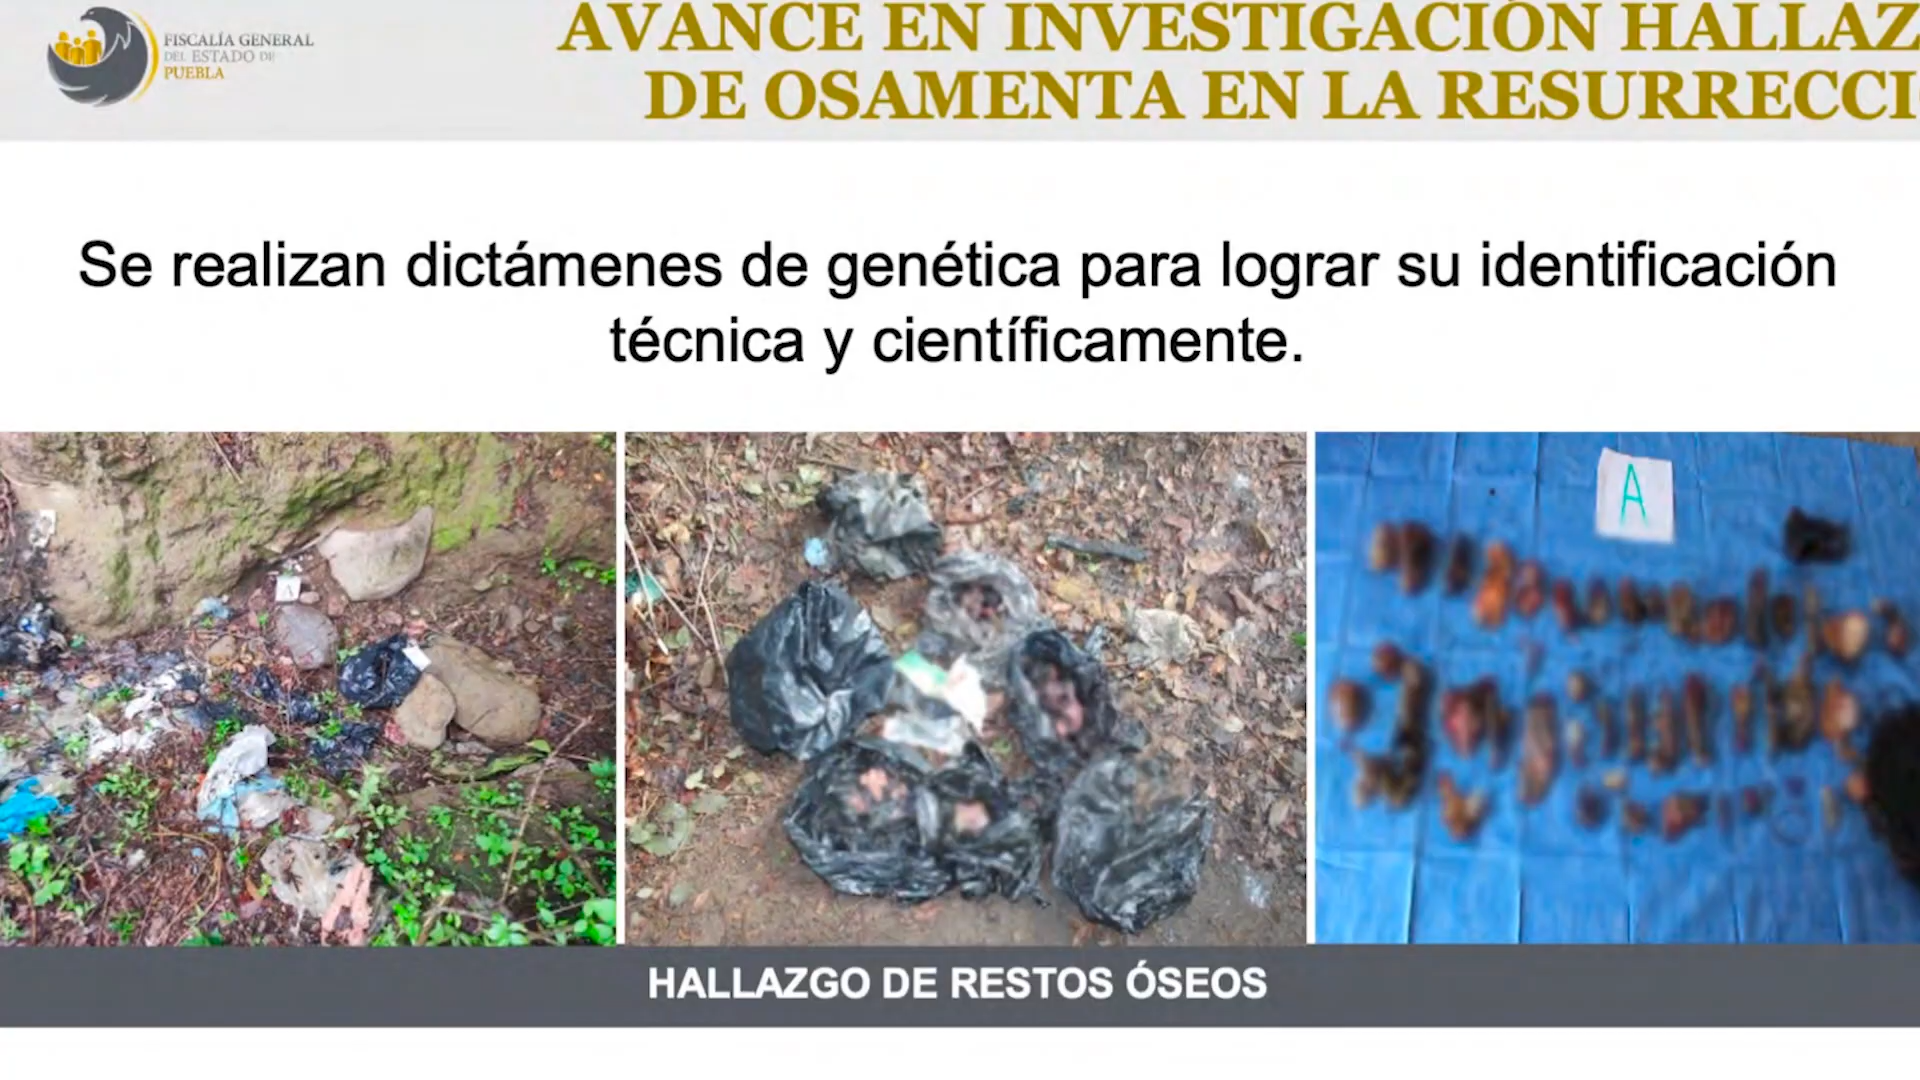 FISCALÍA GENERAL
DEL ESTADO DE
PUEBLA
AVANCE EN INVESTIGACIÓN HALLAZ
DE OSAMENTA EN LA RESURRECCI
Se realizan dictámenes de genética para lograr su identificación
técnica y científicamente.
A
A
HALLAZGO DE RESTOS ÓSEOS